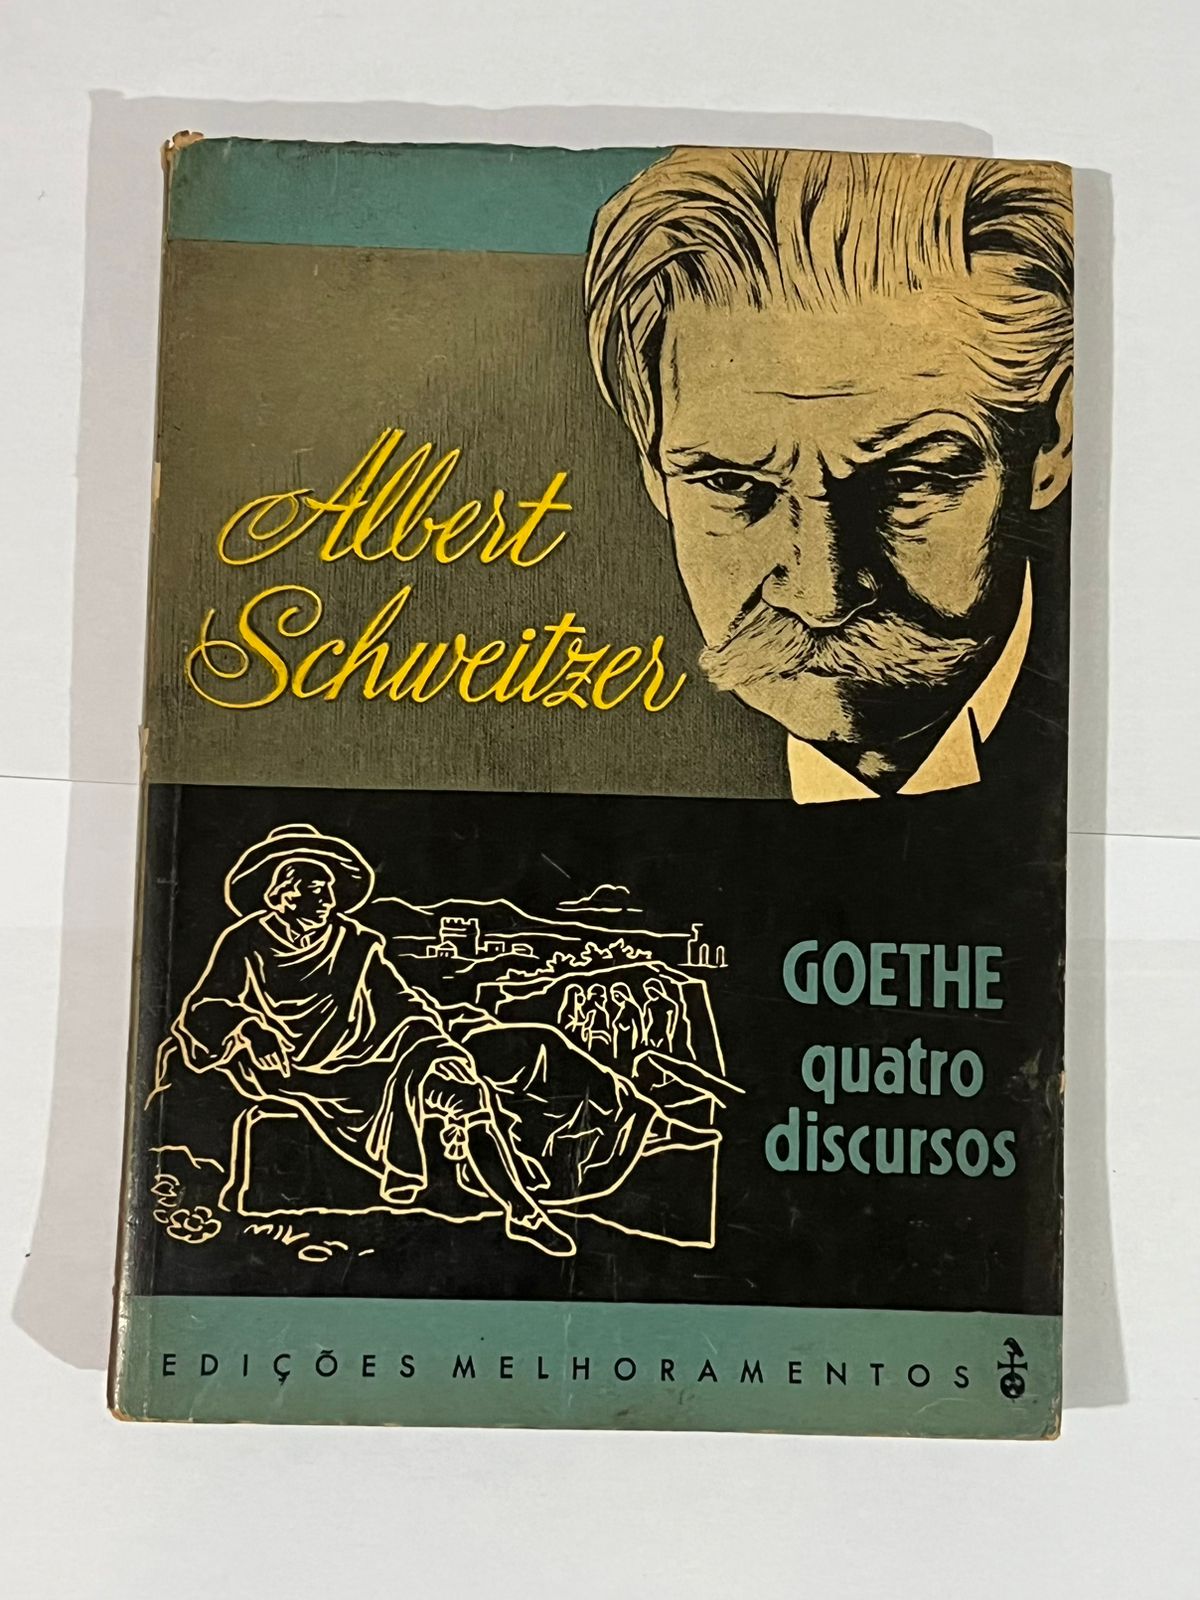 Albert
Schweitzer
GOETHE
quatro
discursos
EDIÇÕES MELHORAMENTOS